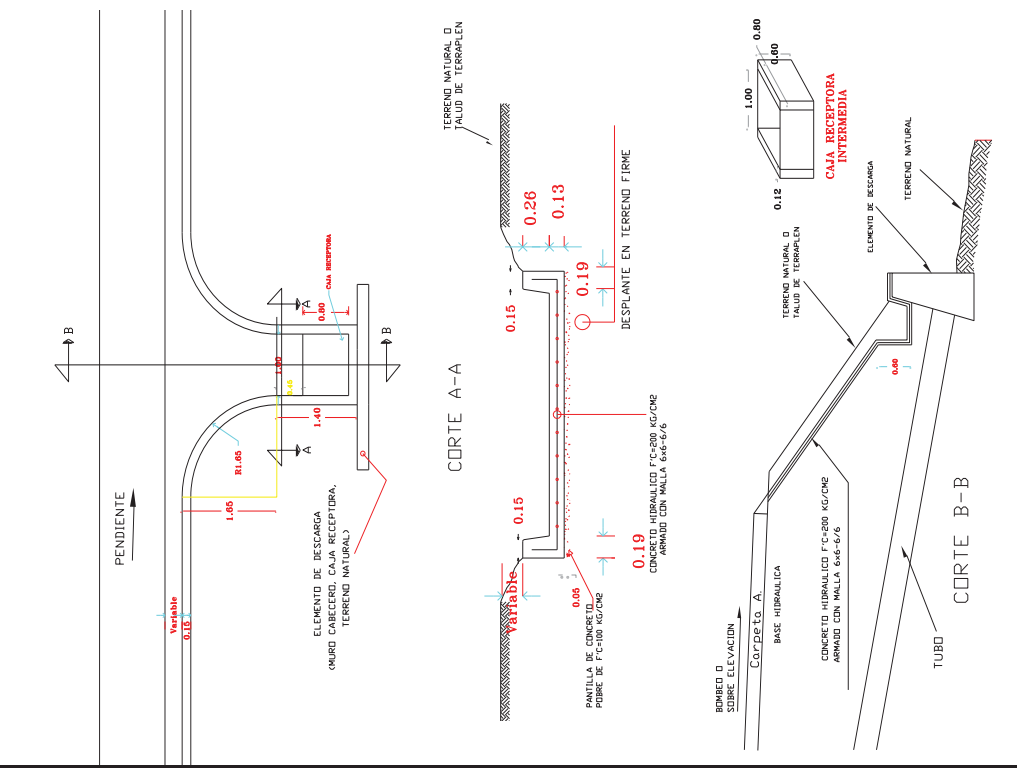 B
B
A
A
CAJA RECEPTORA
0.80
1.00
0.45
1.40
R1.65
1.65
PENDIENTE
Variable
0.15
ELEMENTO DE DESCARGA
(MURO CABECERO, CAJA RECEPTORA,
TERRENO NATURAL)
TERRENO NATURAL O
TALUD DE TERRAPLEN
0.26
0.13
0.19
0.15
DESPLANTE EN TERRENO FIRME
CORTE A-A
0.15
0.19
CONCRETO HIDRAULICO F'C=200 KG/CM2
ARMADO CON MALLA 6x6-6/6
Variable
0.05
PANTILLA DE CONCRETO
POBRE DE F'C=100 KG/CM2
0.80
0.60
1.00
0.12
CAJA RECEPTORA
INTERMEDIA
TERRENO NATURAL
ELEMENTO DE DESCARGA
TERRENO NATURAL O
TALUD DE TERRAPLEN
0.60
CONCRETO HIDRAULICO F'C=200 KG/CM2
ARMADO CON MALLA 6x6-6/6
BASE HIDRAULICA
Carpeta A.
BOMBEO O
SOBRE ELEVACION
TUBO
CORTE B-B